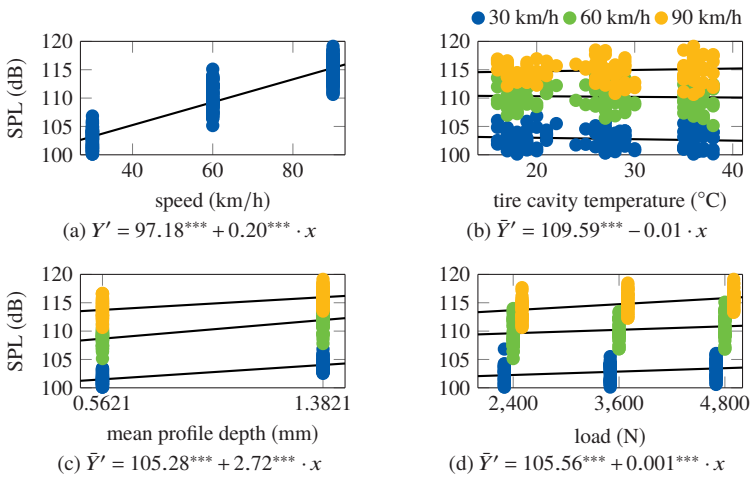 30 km/h 60 km/h 90 km/h
120
115
110
105
100
SPL (dB)
40 60 80
speed (km/h)
(a) Y′ = 97.18*** + 0.20*** · x
120
115
110
105
100
20 30 40
tire cavity temperature (°C)
(b) Ȳ′ = 109.59*** − 0.01 · x
120
115
110
105
100
SPL (dB)
0.5621 1.3821
mean profile depth (mm)
(c) Ȳ′ = 105.28*** + 2.72*** · x
120
115
110
105
100
2,400 3,600 4,800
load (N)
(d) Ȳ′ = 105.56*** + 0.001*** · x